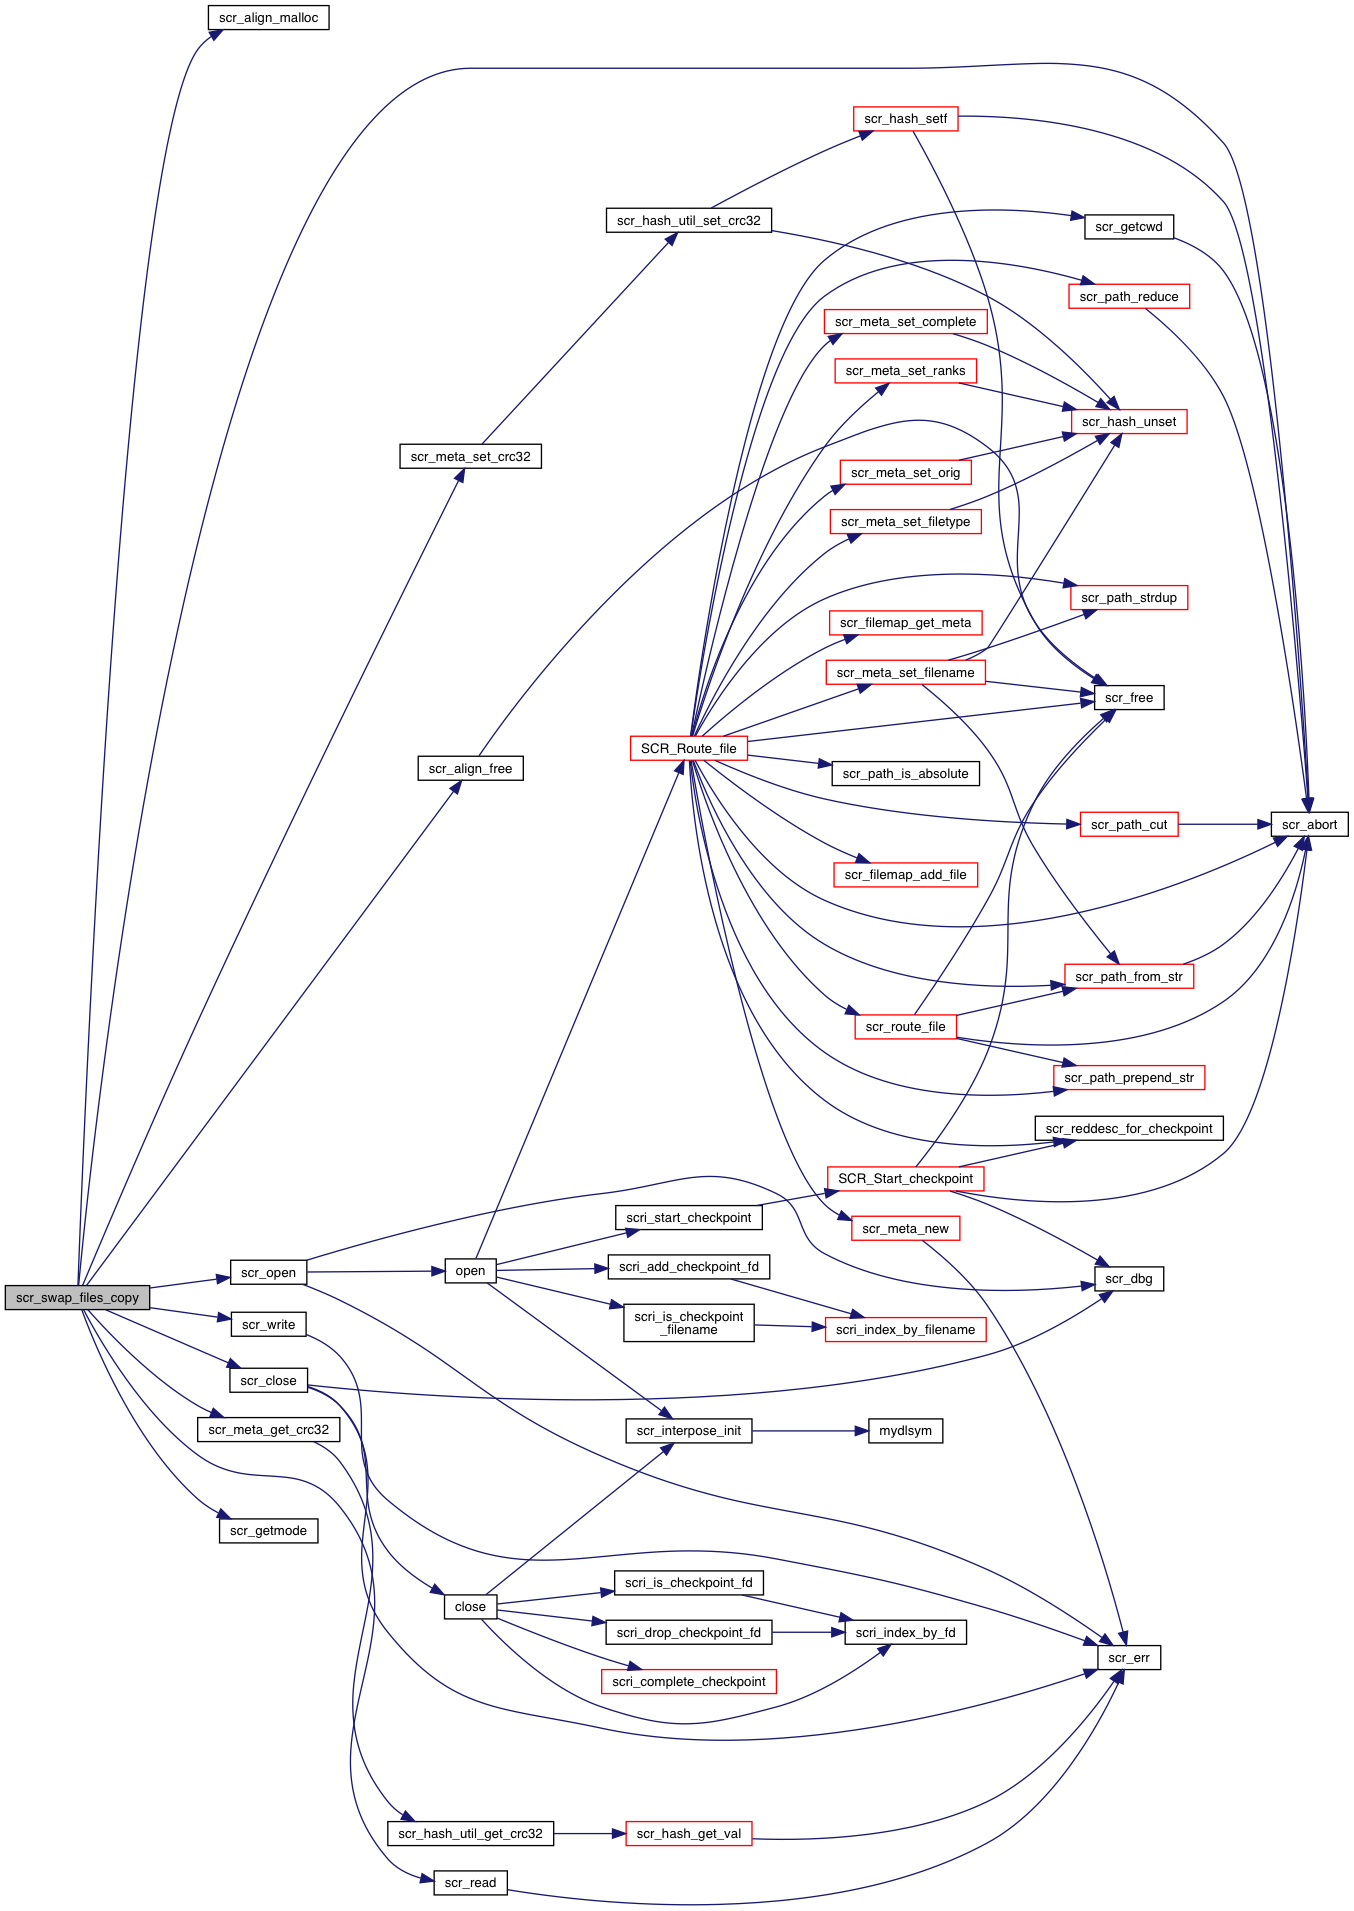 scr_align_malloc
scr_hash_setf
scr_hash_util_set_crc32
scr_getcwd
scr_path_reduce
scr_meta_set_complete
scr_meta_set_ranks
scr_hash_unset
scr_meta_set_crc32
scr_meta_set_orig
scr_meta_set_filetype
scr_path_strdup
scr_filemap_get_meta
scr_meta_set_filename
scr_free
SCR_Route_file
scr_align_free
scr_path_is_absolute
scr_path_cut
scr_abort
scr_filemap_add_file
scr_path_from_str
scr_route_file
scr_path_prepend_str
scr_reddesc_for_checkpoint
SCR_Start_checkpoint
scri_start_checkpoint
scr_meta_new
scr_open
open
scri_add_checkpoint_fd
scr_dbg
scr_swap_files_copy
scr_write
scri_is_checkpoint
_filename
scri_index_by_filename
scr_close
scr_meta_get_crc32
scr_interpose_init
mydlsym
scr_getmode
scri_is_checkpoint_fd
close
scri_drop_checkpoint_fd
scri_index_by_fd
scr_err
scri_complete_checkpoint
scr_hash_util_get_crc32
scr_hash_get_val
scr_read